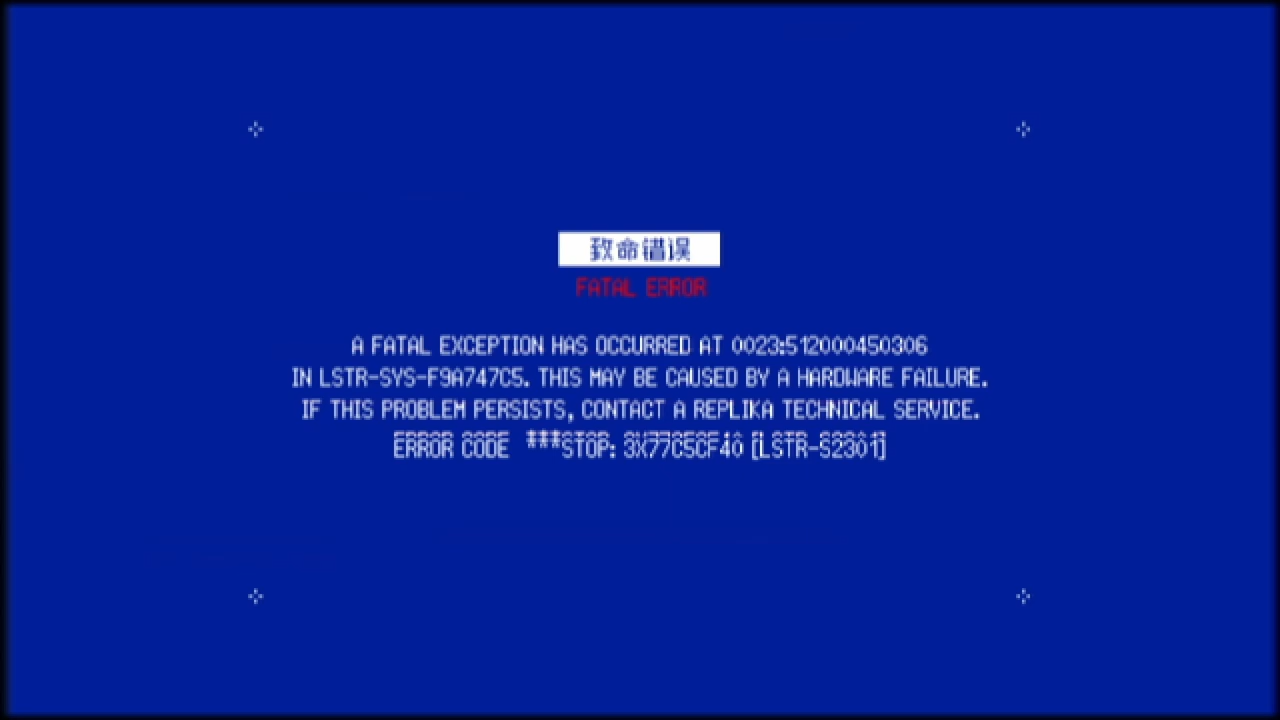 致命错误
FATAL ERROR
A FATAL EXCEPTION HAS OCCURRED AT 0023:512000450306
IN LSTR-SYS-F9A747C5. THIS MAY BE CAUSED BY A HARDWARE FAILURE.
IF THIS PROBLEM PERSISTS, CONTACT A REPLIKA TECHNICAL SERVICE.
ERROR CODE ***STOP: 3X77C5CF40 [LSTR-S2301]